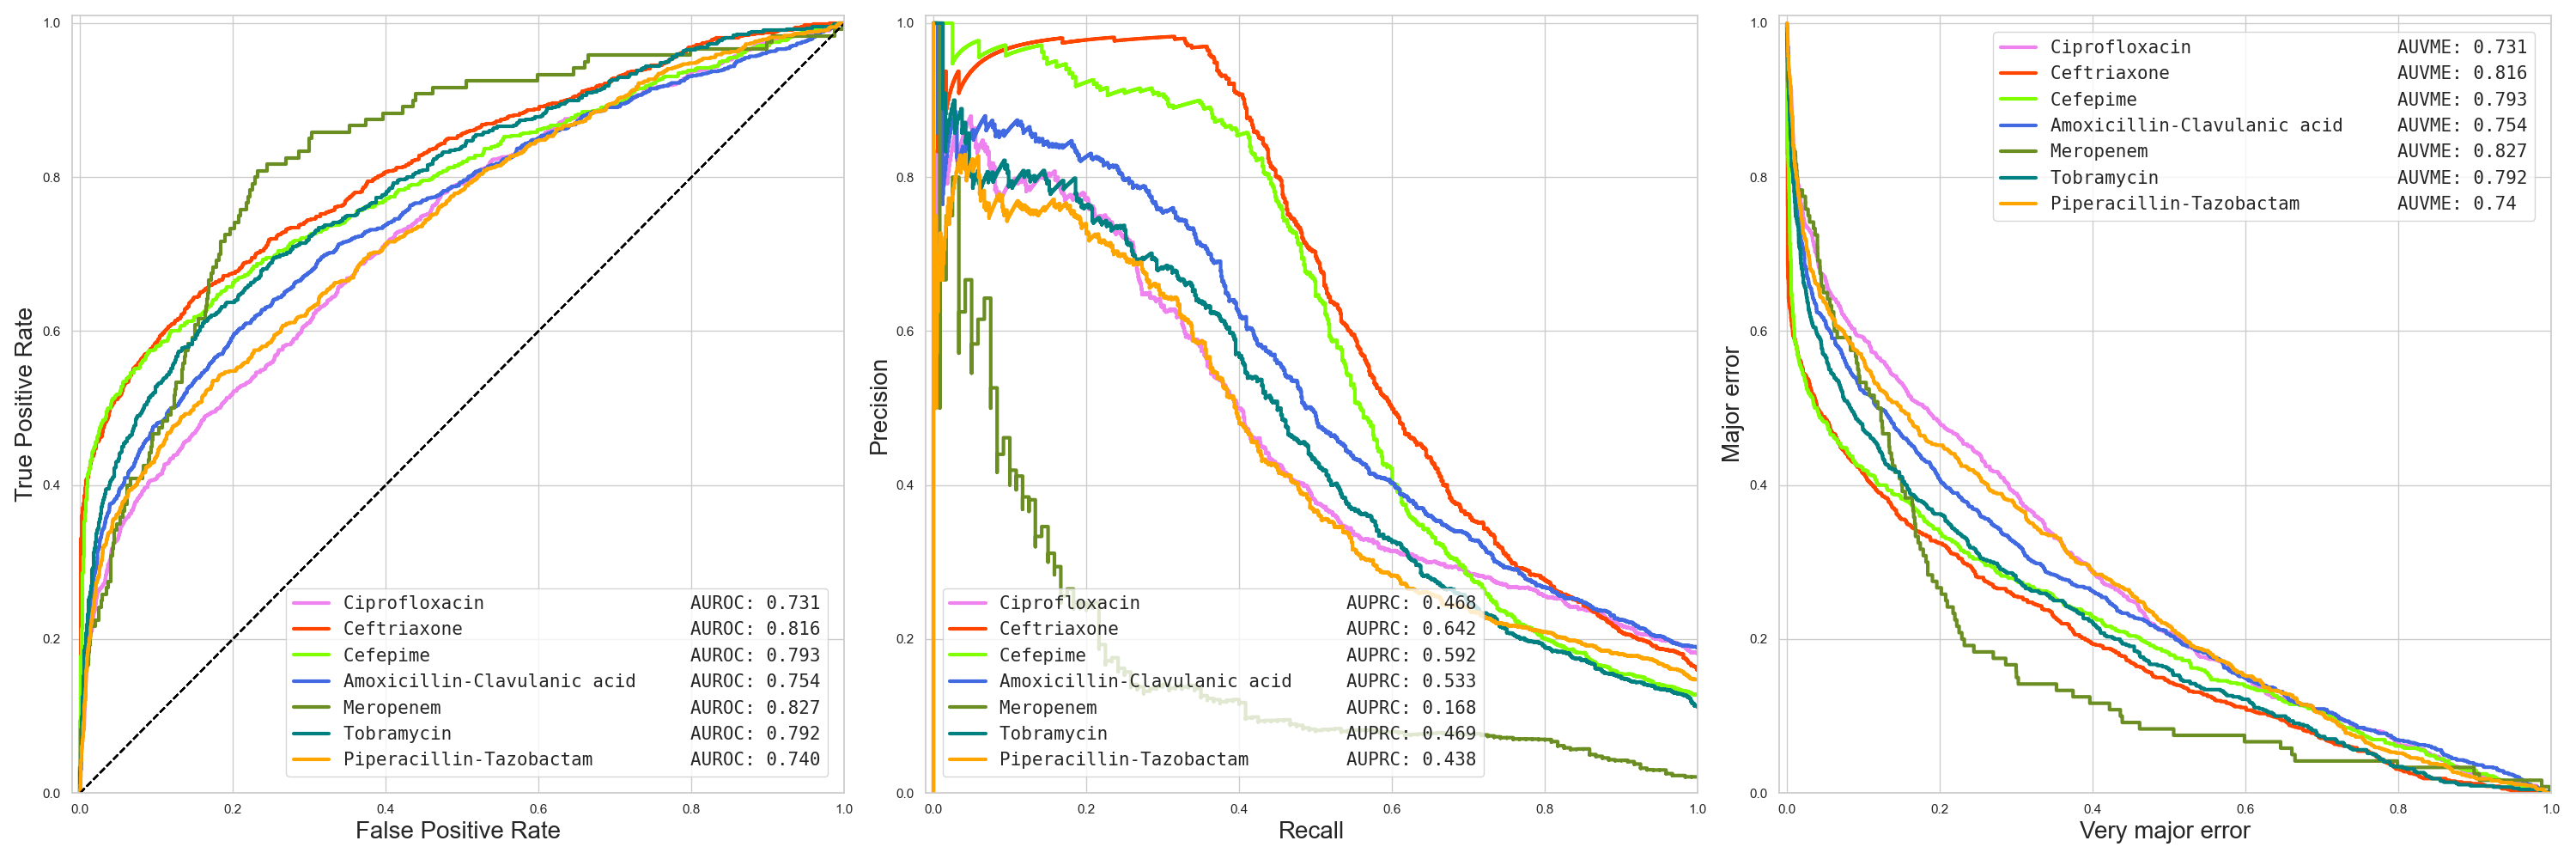 1.0
0.8
0.6
0.4
0.2
0.0
True Positive Rate
0.0 0.2 0.4 0.6 0.8 1.0
False Positive Rate
Ciprofloxacin AUROC: 0.731
Ceftriaxone AUROC: 0.816
Cefepime AUROC: 0.793
Amoxicillin-Clavulanic acid AUROC: 0.754
Meropenem AUROC: 0.827
Tobramycin AUROC: 0.792
Piperacillin-Tazobactam AUROC: 0.740
1.0
0.8
0.6
0.4
0.2
0.0
Precision
0.0 0.2 0.4 0.6 0.8 1.0
Recall
Ciprofloxacin AUPRC: 0.468
Ceftriaxone AUPRC: 0.642
Cefepime AUPRC: 0.592
Amoxicillin-Clavulanic acid AUPRC: 0.533
Meropenem AUPRC: 0.168
Tobramycin AUPRC: 0.469
Piperacillin-Tazobactam AUPRC: 0.438
1.0
0.8
0.6
0.4
0.2
0.0
Major error
0.0 0.2 0.4 0.6 0.8 1.0
Very major error
Ciprofloxacin AUVME: 0.731
Ceftriaxone AUVME: 0.816
Cefepime AUVME: 0.793
Amoxicillin-Clavulanic acid AUVME: 0.754
Meropenem AUVME: 0.827
Tobramycin AUVME: 0.792
Piperacillin-Tazobactam AUVME: 0.74